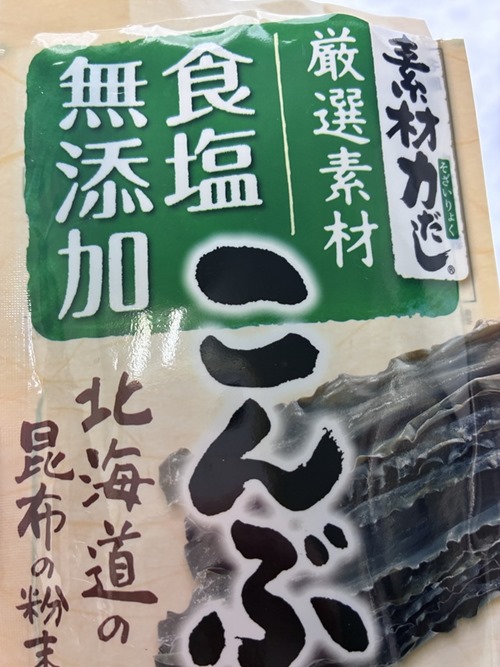 素材力だし®
そざいりょく
厳選素材
食塩
無添加
こんぶ
北海道の
昆布の粉末